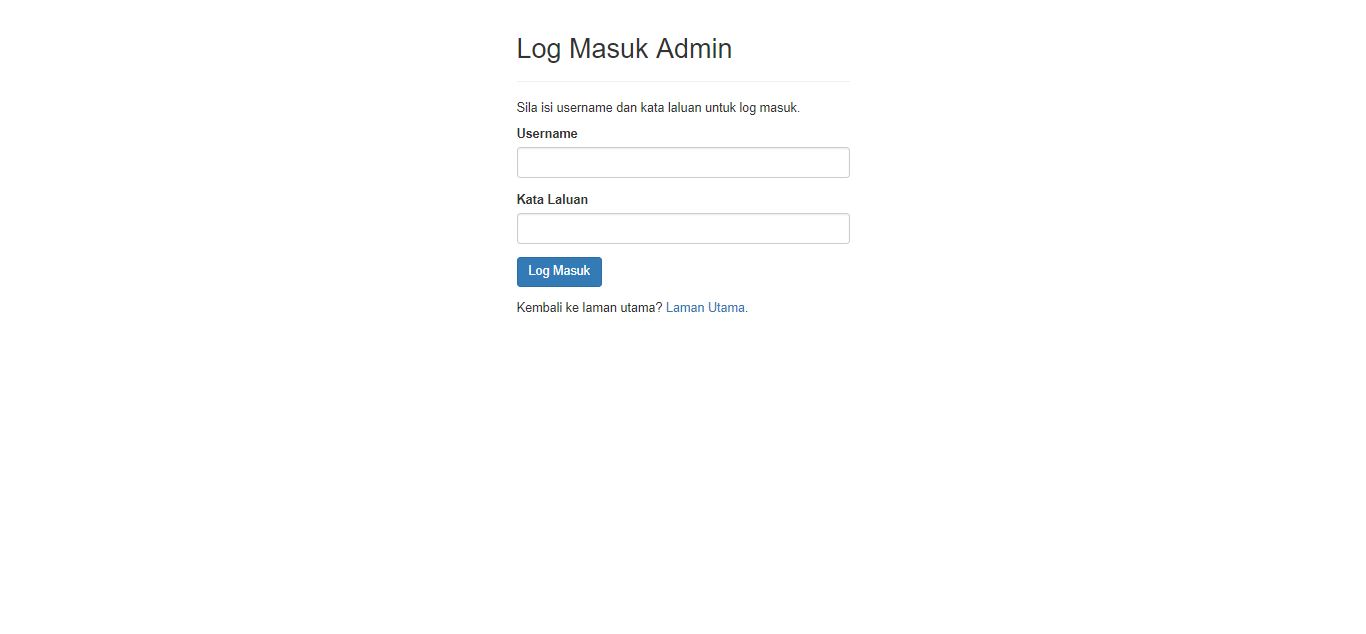 Log Masuk Admin
Sila isi username dan kata laluan untuk log masuk.
Username
Kata Laluan
Log Masuk
Kembali ke laman utama? Laman Utama.